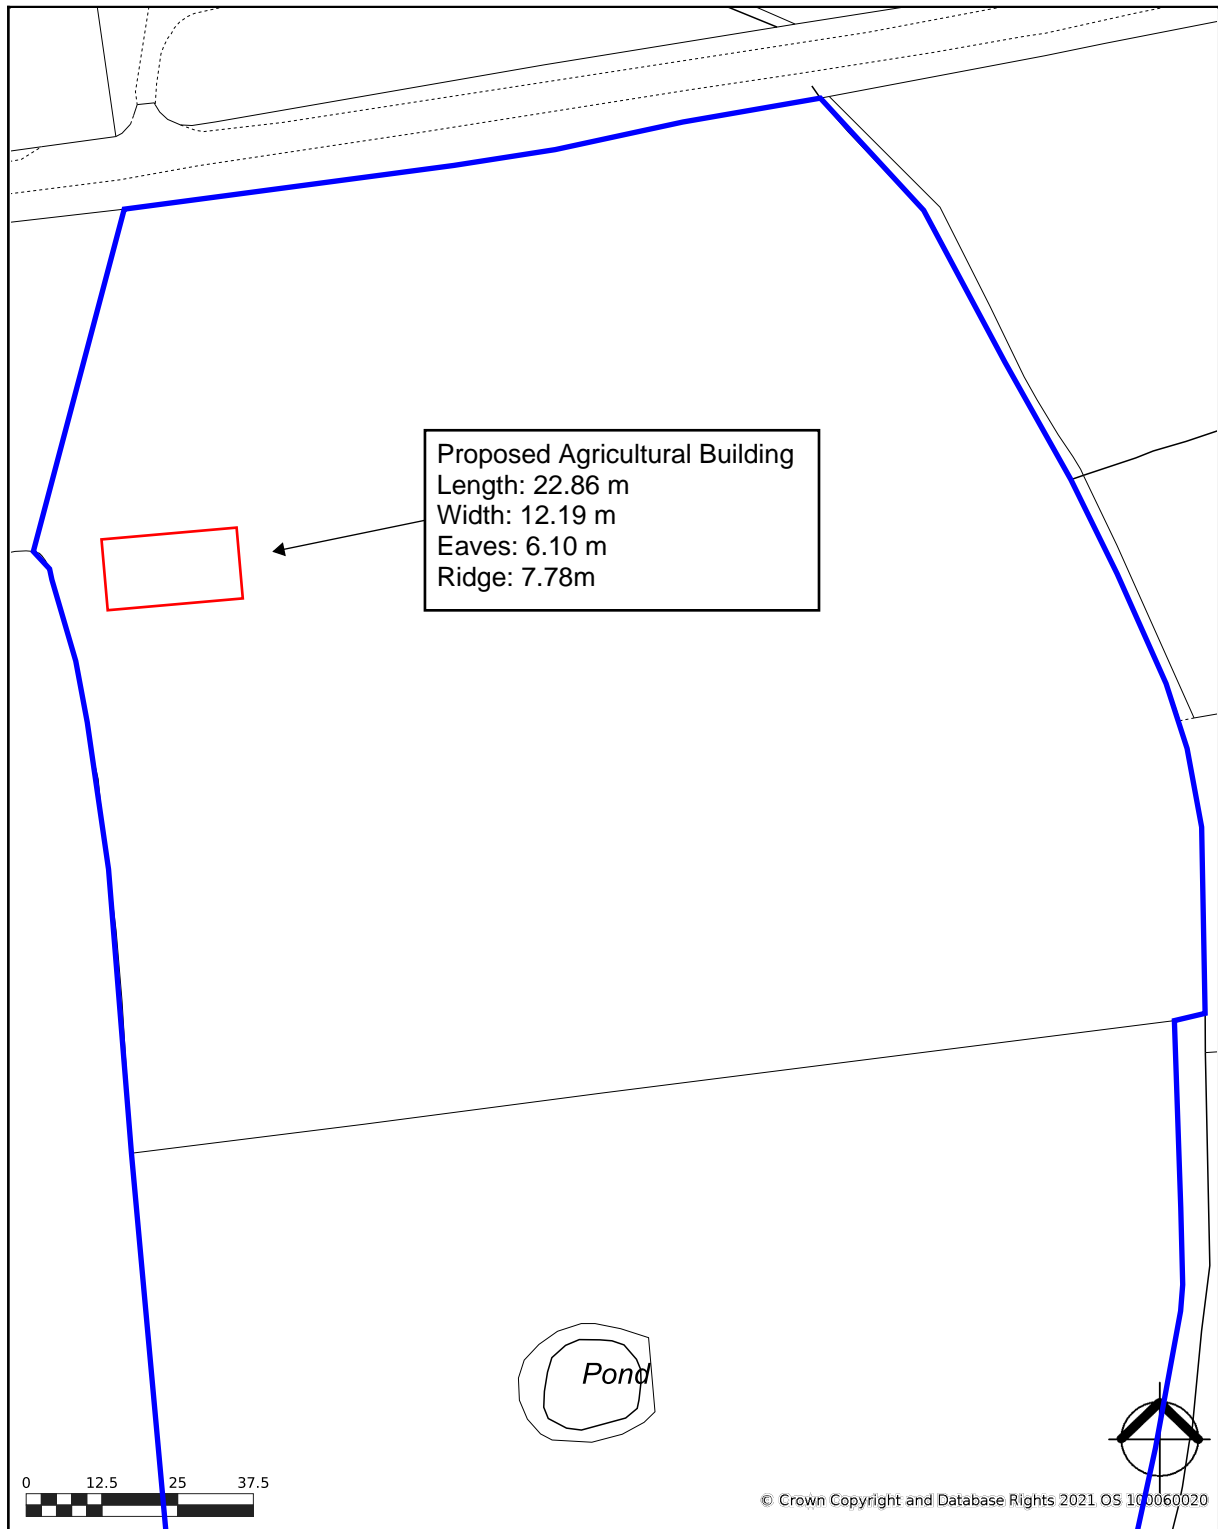 Proposed Agricultural Building
Length: 22.86 m
Width: 12.19 m
Eaves: 6.10 m
Ridge: 7.78m
Pond
0 12.5 25 37.5
© Crown Copyright and Database Rights 2021 OS 100060020